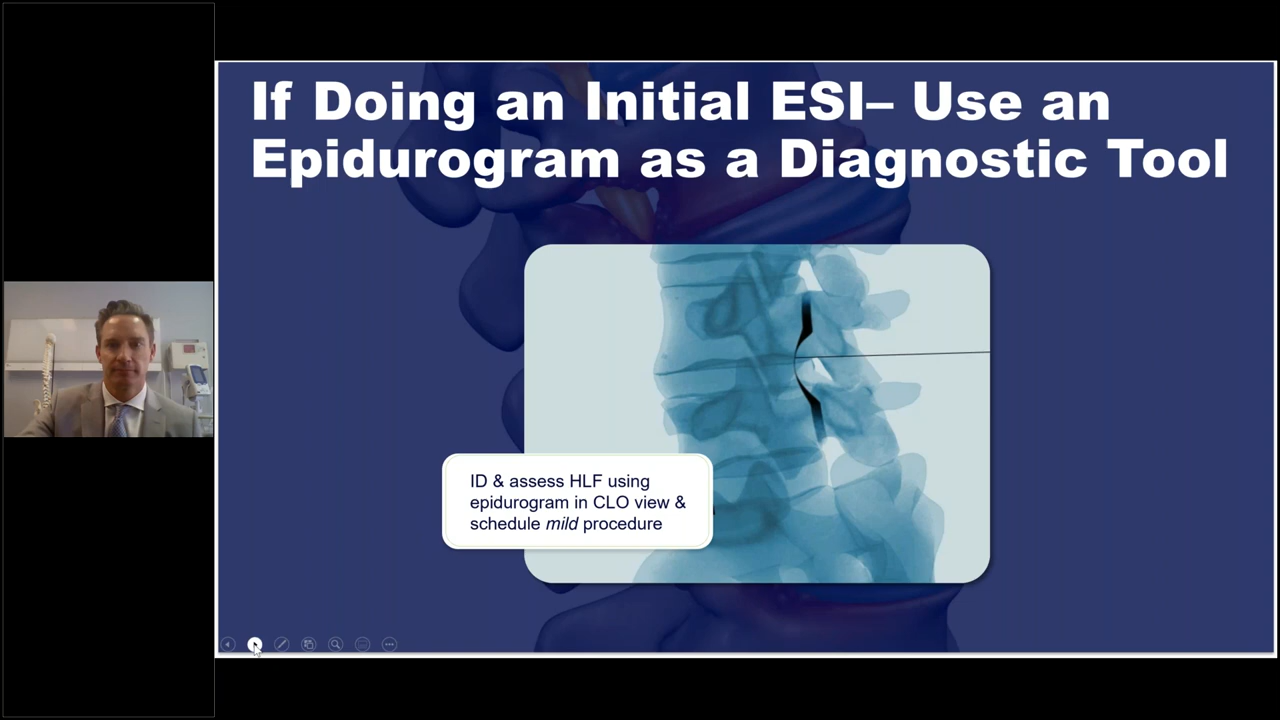 If Doing an Initial ESI– Use an
Epidurogram as a Diagnostic Tool
ID & assess HLF using
epidurogram in CLO view &
schedule mild procedure